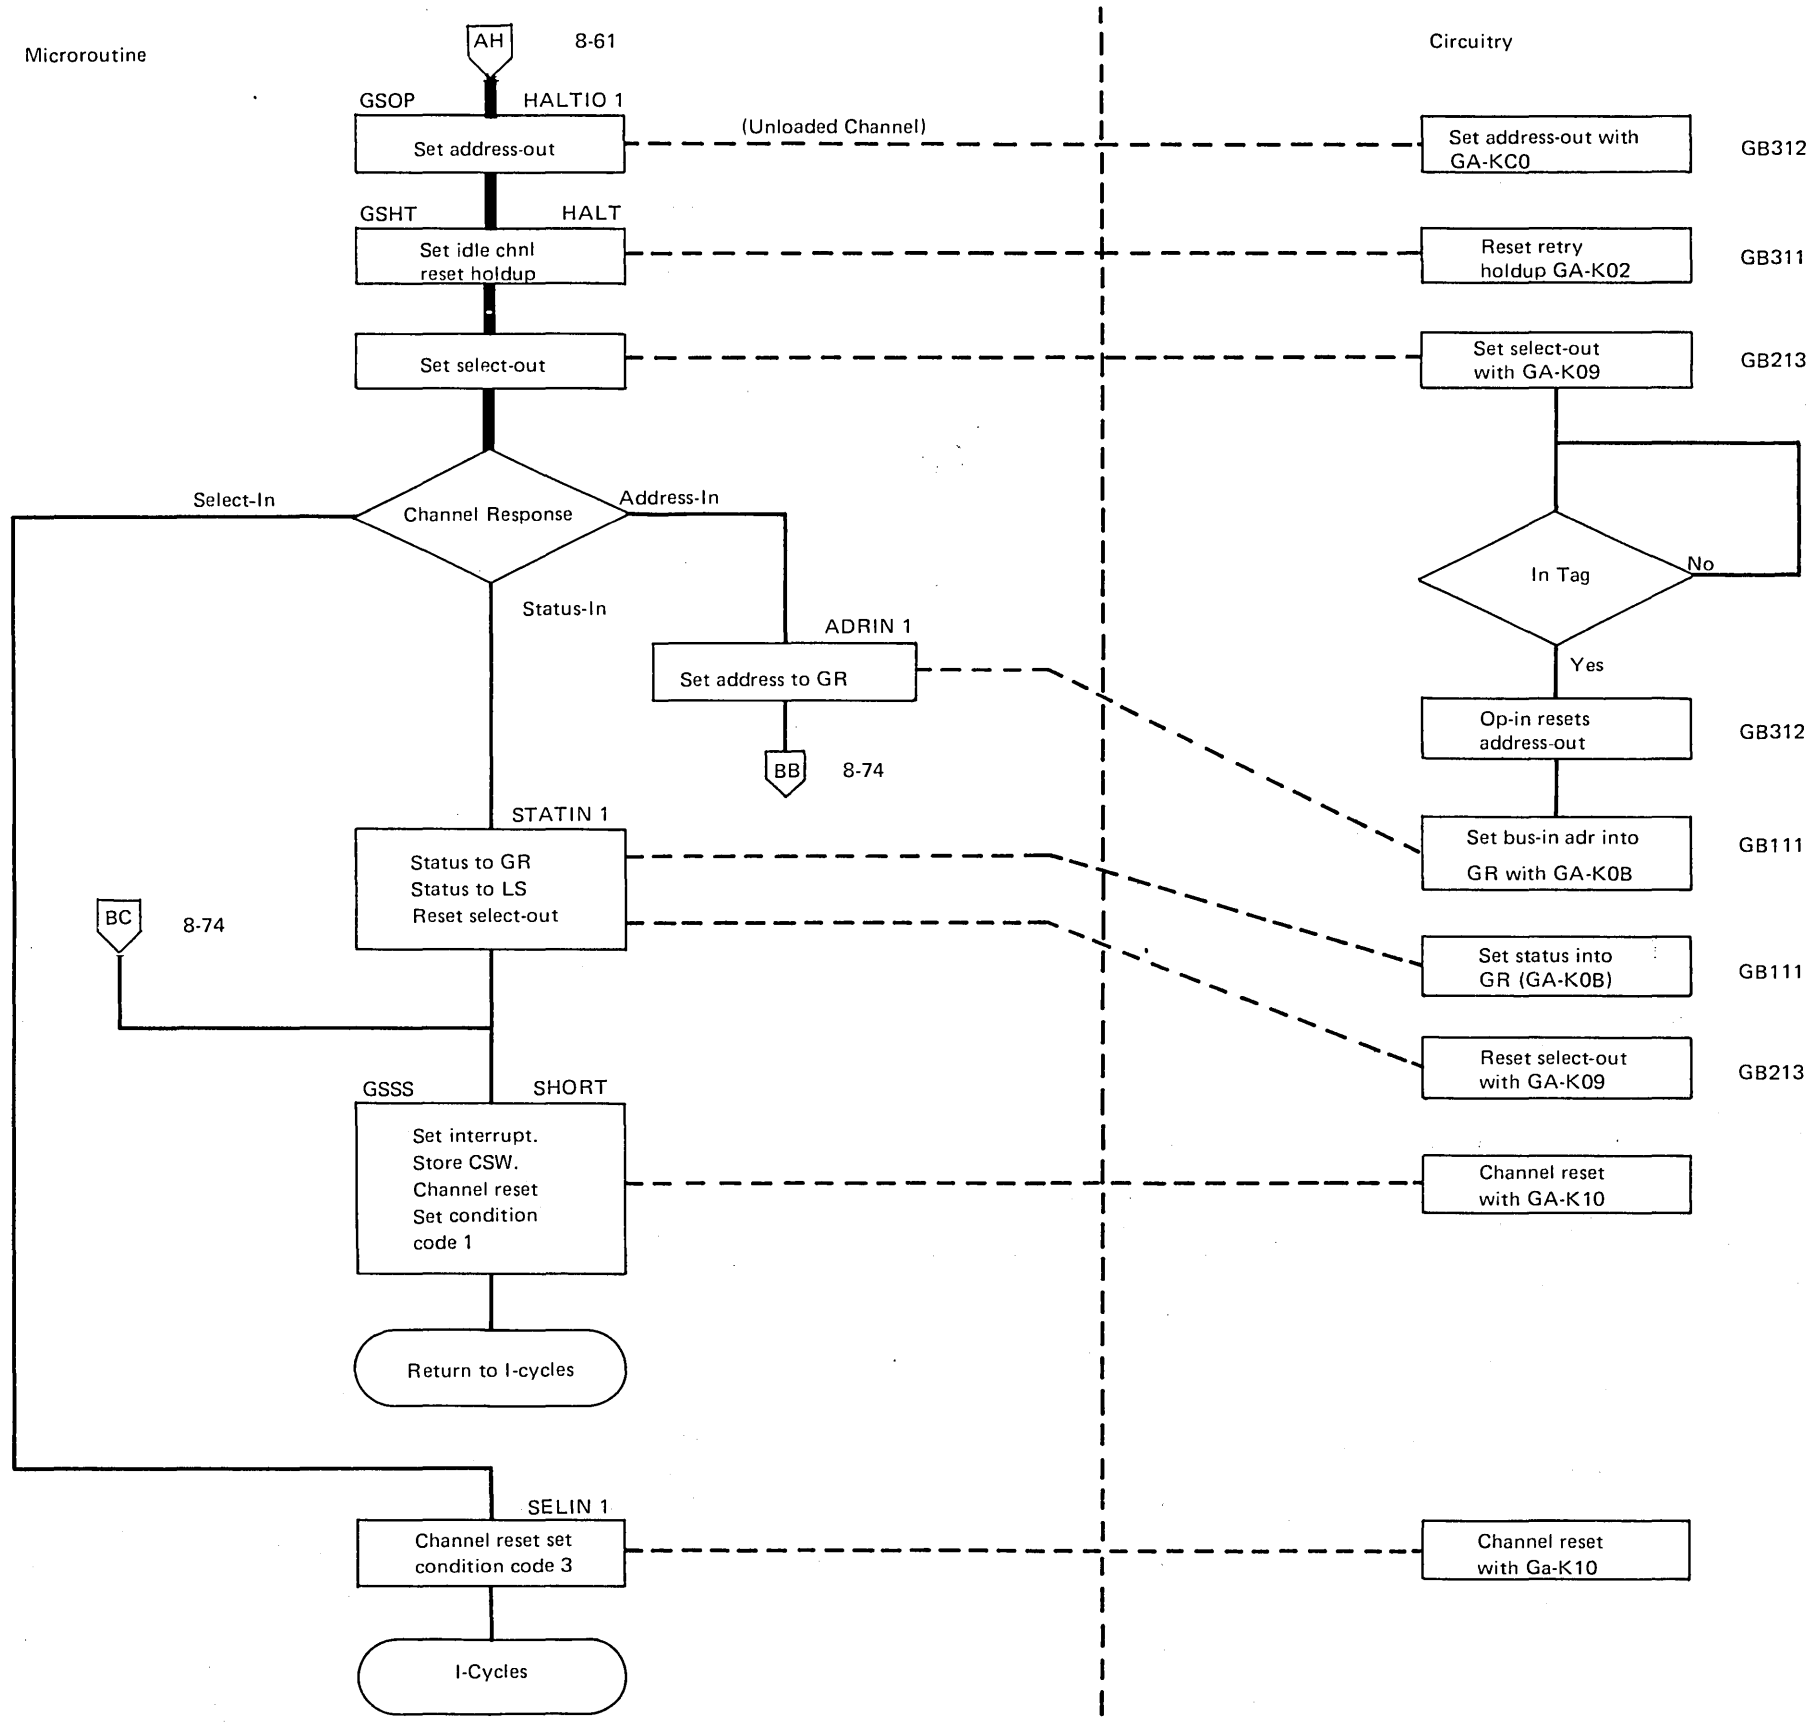 Microroutine
AH
8-61
Circuitry
GSOP
HALTIO 1
Set address-out
(Unloaded Channel)
Set address-out with
GA-KC0
GB312
GSHT
HALT
Set idle chnl
reset holdup
Reset retry
holdup GA-K02
GB311
Set select-out
Set select-out
with GA-K09
GB213
Select-In
Channel Response
Address-In
Status-In
In Tag
No
Yes
ADRIN 1
Set address to GR
BB
8-74
Op-in resets
address-out
GB312
STATIN 1
Status to GR
Status to LS
Reset select-out
Set bus-in adr into
GR with GA-K0B
GB111
BC
8-74
Set status into
GR (GA-K0B)
GB111
Reset select-out
with GA-K09
GB213
GSSS
SHORT
Set interrupt.
Store CSW.
Channel reset
Set condition
code 1
Channel reset
with GA-K10
Return to I-cycles
SELIN 1
Channel reset set
condition code 3
Channel reset
with Ga-K10
I-Cycles